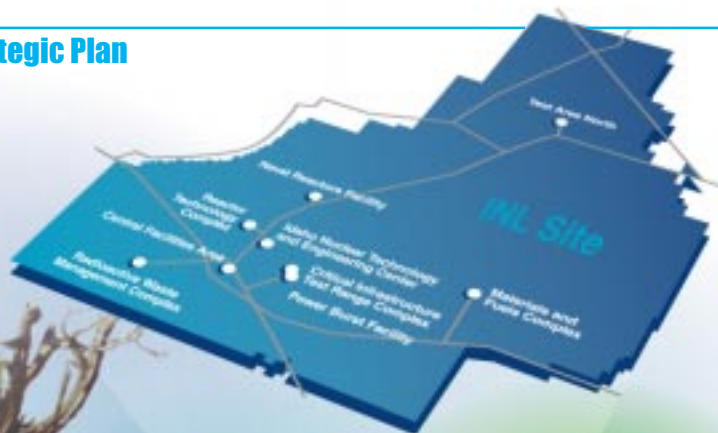 tegic Plan
Test Area North
Naval Reactors Facility
INL Site
Reactor
Technology
Complex
Idaho Nuclear Technology
and Engineering Center
Central Facilities Area
Critical Infrastructure
Test Range Complex
Radioactive Waste
Management Complex
Materials and
Fuels Complex
Power Burst Facility